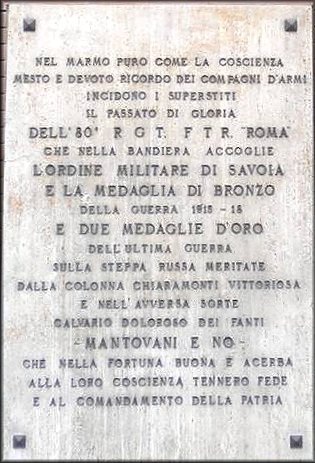 NEL MARMO PURO COME LA COSCIENZA
MESTO E DEVOTO RICORDO DEI COMPAGNI D'ARMI
INCIDONO I SUPERSTITI
IL PASSATO DI GLORIA
DELL'80° R G T. F T R. "ROMA"
CHE NELLA BANDIERA ACCOGLIE
L'ORDINE MILITARE DI SAVOIA
E LA MEDAGLIA DI BRONZO
DELLA GUERRA 1915 - 18
E DUE MEDAGLIE D'ORO
DELL'ULTIMA GUERRA
SULLA STEPPA RUSSA MERITATE
DALLA COLONNA CHIARAMONTI VITTORIOSA
E NELL'AVVERSA SORTE
CALVARIO DOLOROSO DEI FANTI
- MANTOVANI E NO -
CHE NELLA FORTUNA BUONA E ACERBA
ALLA LORO COSCIENZA TENNERO FEDE
E AL COMANDAMENTO DELLA PATRIA